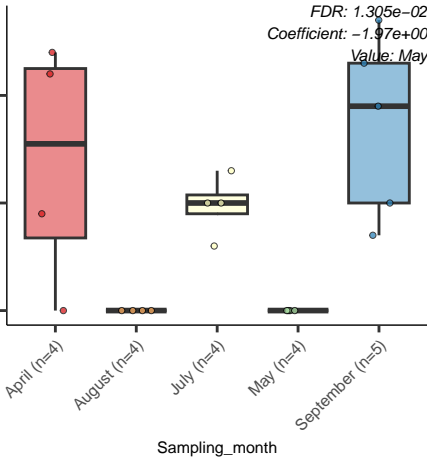 FDR: 1.305e−02
Coefficient: −1.97e+00
Value: May
April (n=4)
August (n=4)
July (n=4)
May (n=4)
September (n=5)
Sampling_month